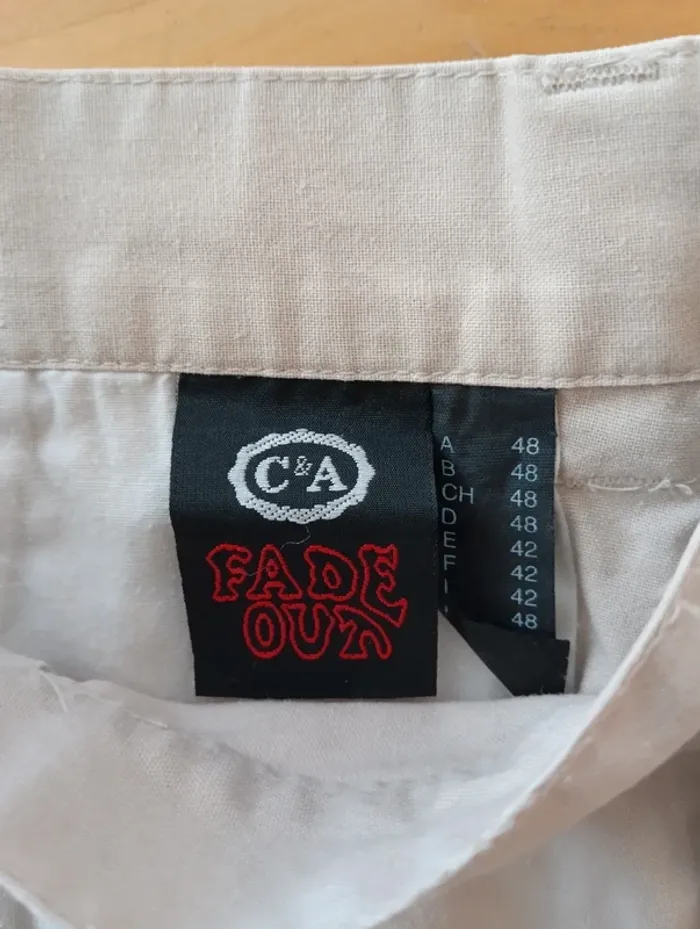 C&A
FADE
OUT
A 48
B 48
CH 48
D 48
E 42
F 42
I 42
48